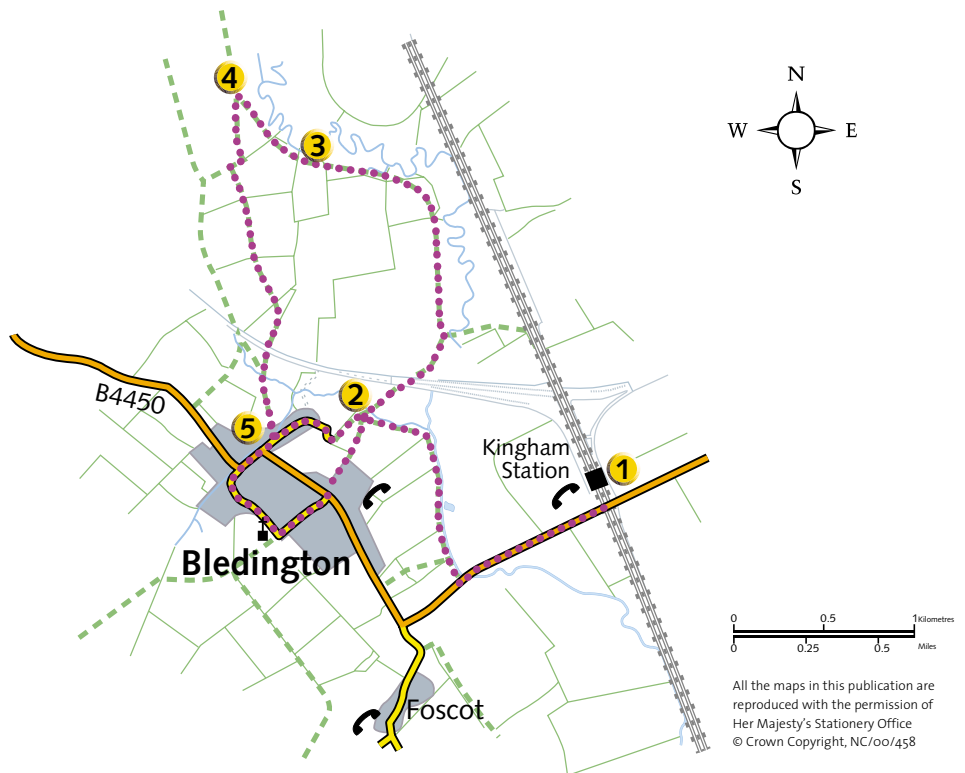 4
3
N
W
E
S
B4450
2
5
Kingham
Station
1
Bledington
Foscot
0
0.5
1 Kilometres
0
0.25
0.5
Miles
All the maps in this publication are
reproduced with the permission of
Her Majesty's Stationery Office
© Crown Copyright, NC/00/458